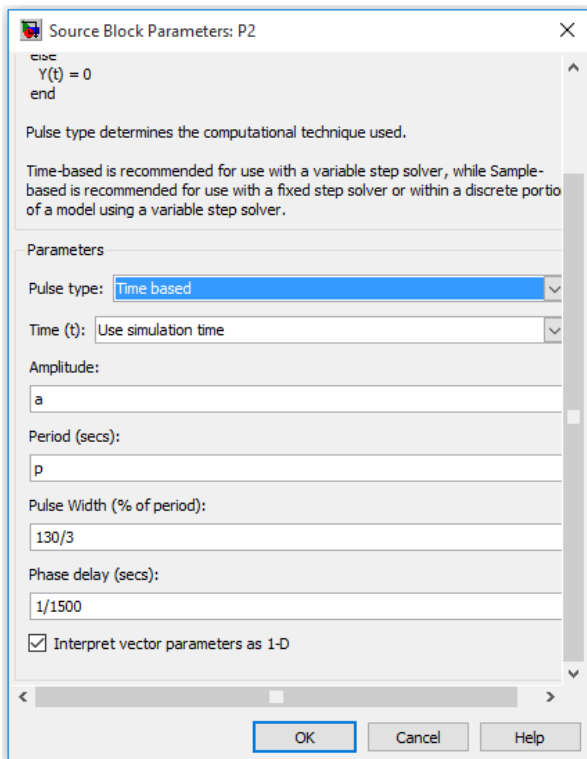 Source Block Parameters: P2
else
Y(t) = 0
end
Pulse type determines the computational technique used.
Time-based is recommended for use with a variable step solver, while Sample-
based is recommended for use with a fixed step solver or within a discrete portio
of a model using a variable step solver.
Parameters
Pulse type: Time based
Time (t): Use simulation time
Amplitude:
a
Period (secs):
p
Pulse Width (% of period):
130/3
Phase delay (secs):
1/1500
Interpret vector parameters as 1-D
OK Cancel Help